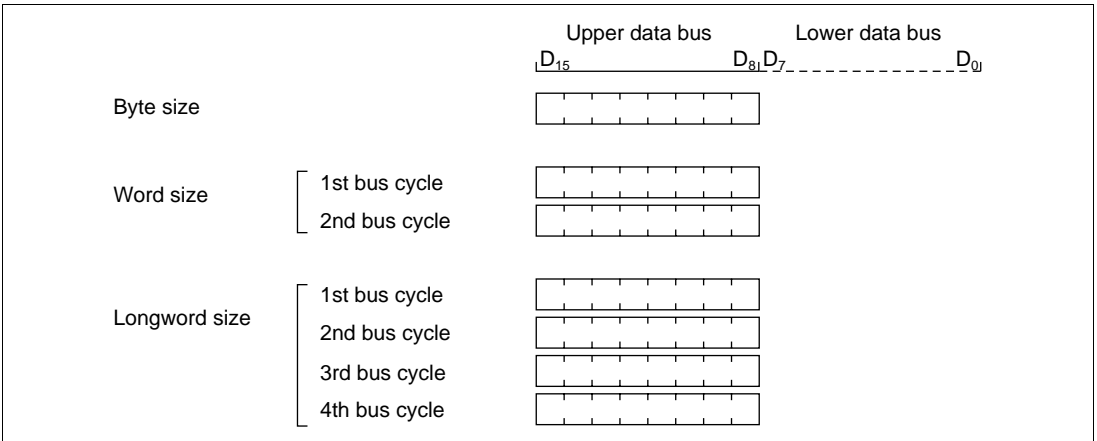 Upper data bus Lower data bus
D15 D8 D7 D0
Byte size
Word size
1st bus cycle
2nd bus cycle
Longword size
1st bus cycle
2nd bus cycle
3rd bus cycle
4th bus cycle